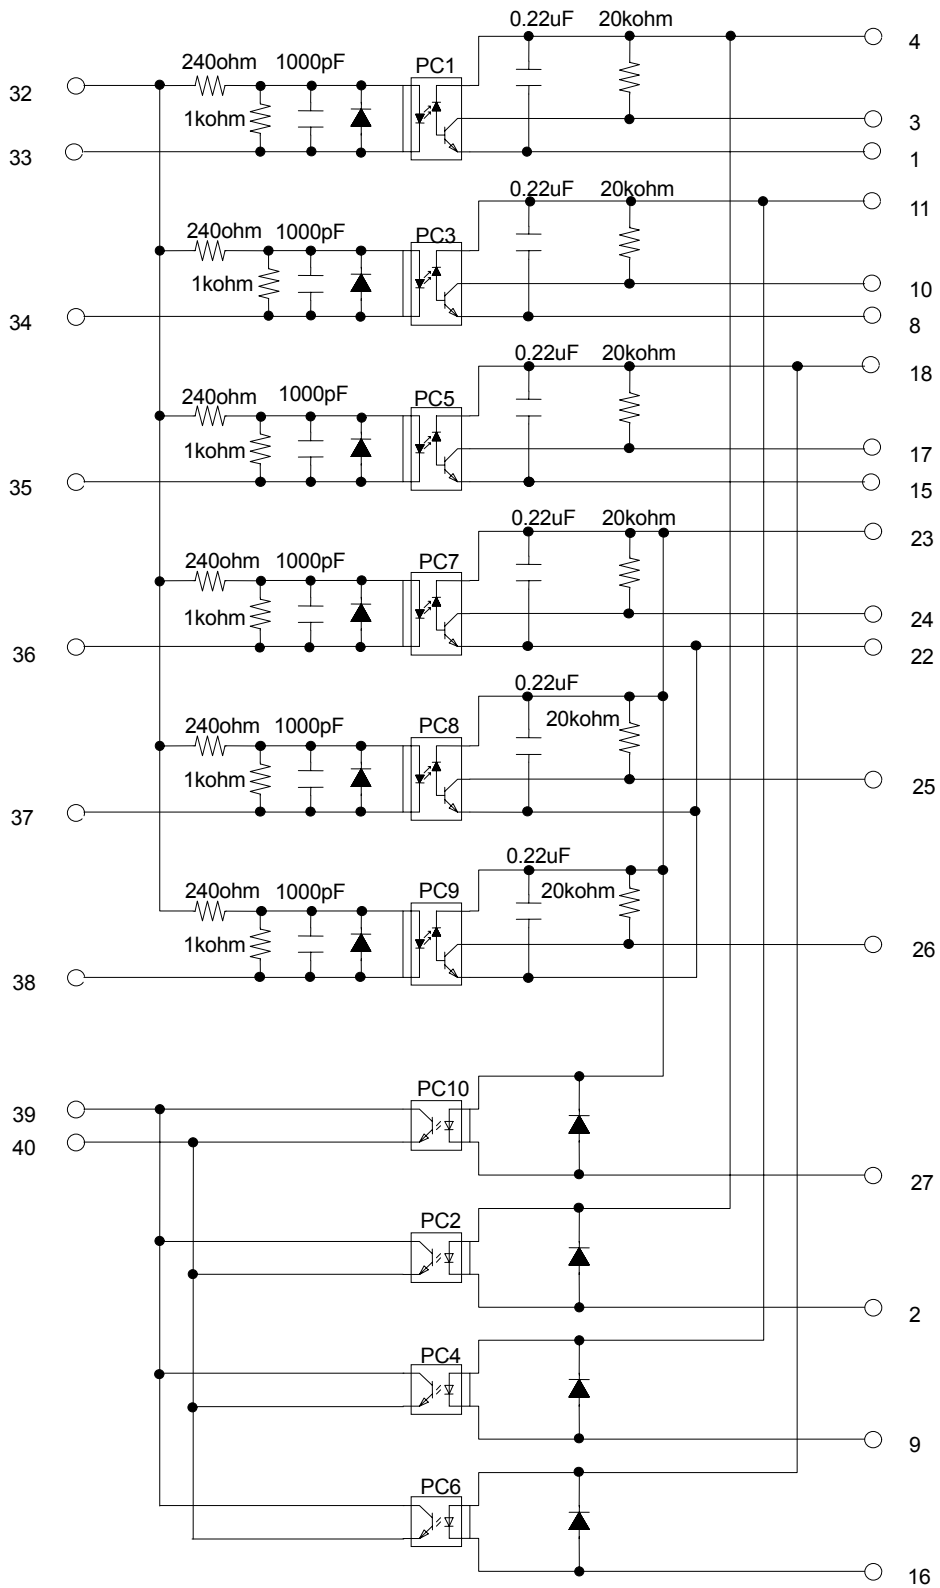 0.22uF 20kohm
4
240ohm 1000pF PC1
32
1kohm
3
33
1
0.22uF 20kohm
11
240ohm 1000pF PC3
1kohm
10
34
8
0.22uF 20kohm
18
240ohm 1000pF PC5
1kohm
17
35
15
0.22uF 20kohm
23
240ohm 1000pF PC7
1kohm
24
36
22
0.22uF
20kohm
240ohm 1000pF PC8
1kohm
25
37
0.22uF
20kohm
240ohm 1000pF PC9
1kohm
26
38
PC10
39
40
27
PC2
2
PC4
9
PC6
16